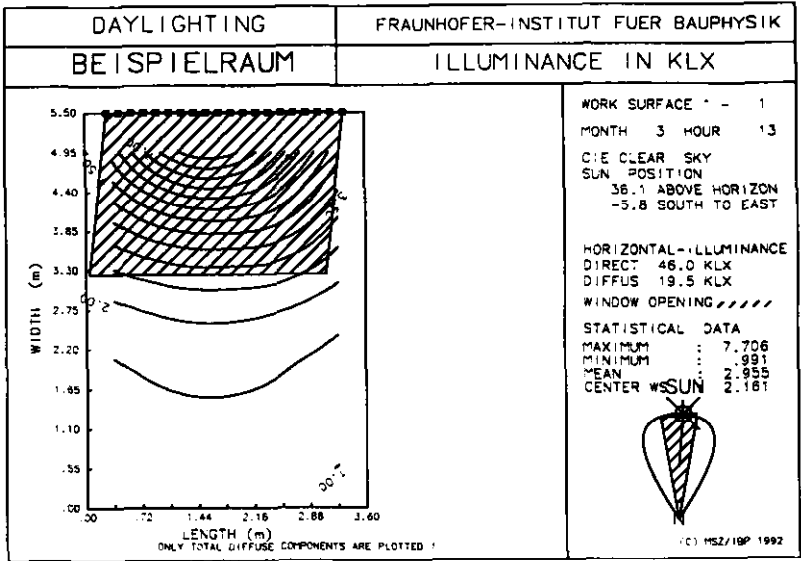 DAYLIGHTING
FRAUNHOFER-INSTITUT FUER BAUPHYSIK
BEISPIELRAUM
ILLUMINANCE IN KLX
WORK SURFACE - 1
MONTH 3 HOUR 13
CIE CLEAR SKY
SUN POSITION
36.1 ABOVE HORIZON
-5.8 SOUTH TO EAST
HORIZONTAL-ILLUMINANCE
DIRECT 46.0 KLX
DIFFUS 19.5 KLX
WINDOW OPENING
STATISTICAL DATA
MAXIMUM : 7.706
MINIMUM : .991
MEAN : 2.955
CENTER WS 2.161
SUN
N
(C) MSZ/IBP 1992
WIDTH (m)
5.50
4.95
4.40
3.85
3.30
2.75
2.20
1.65
1.10
.55
.00
2.00
1.00
.00 .72 1.44 2.16 2.88 3.60
LENGTH (m)
ONLY TOTAL DIFFUSE COMPONENTS ARE PLOTTED !